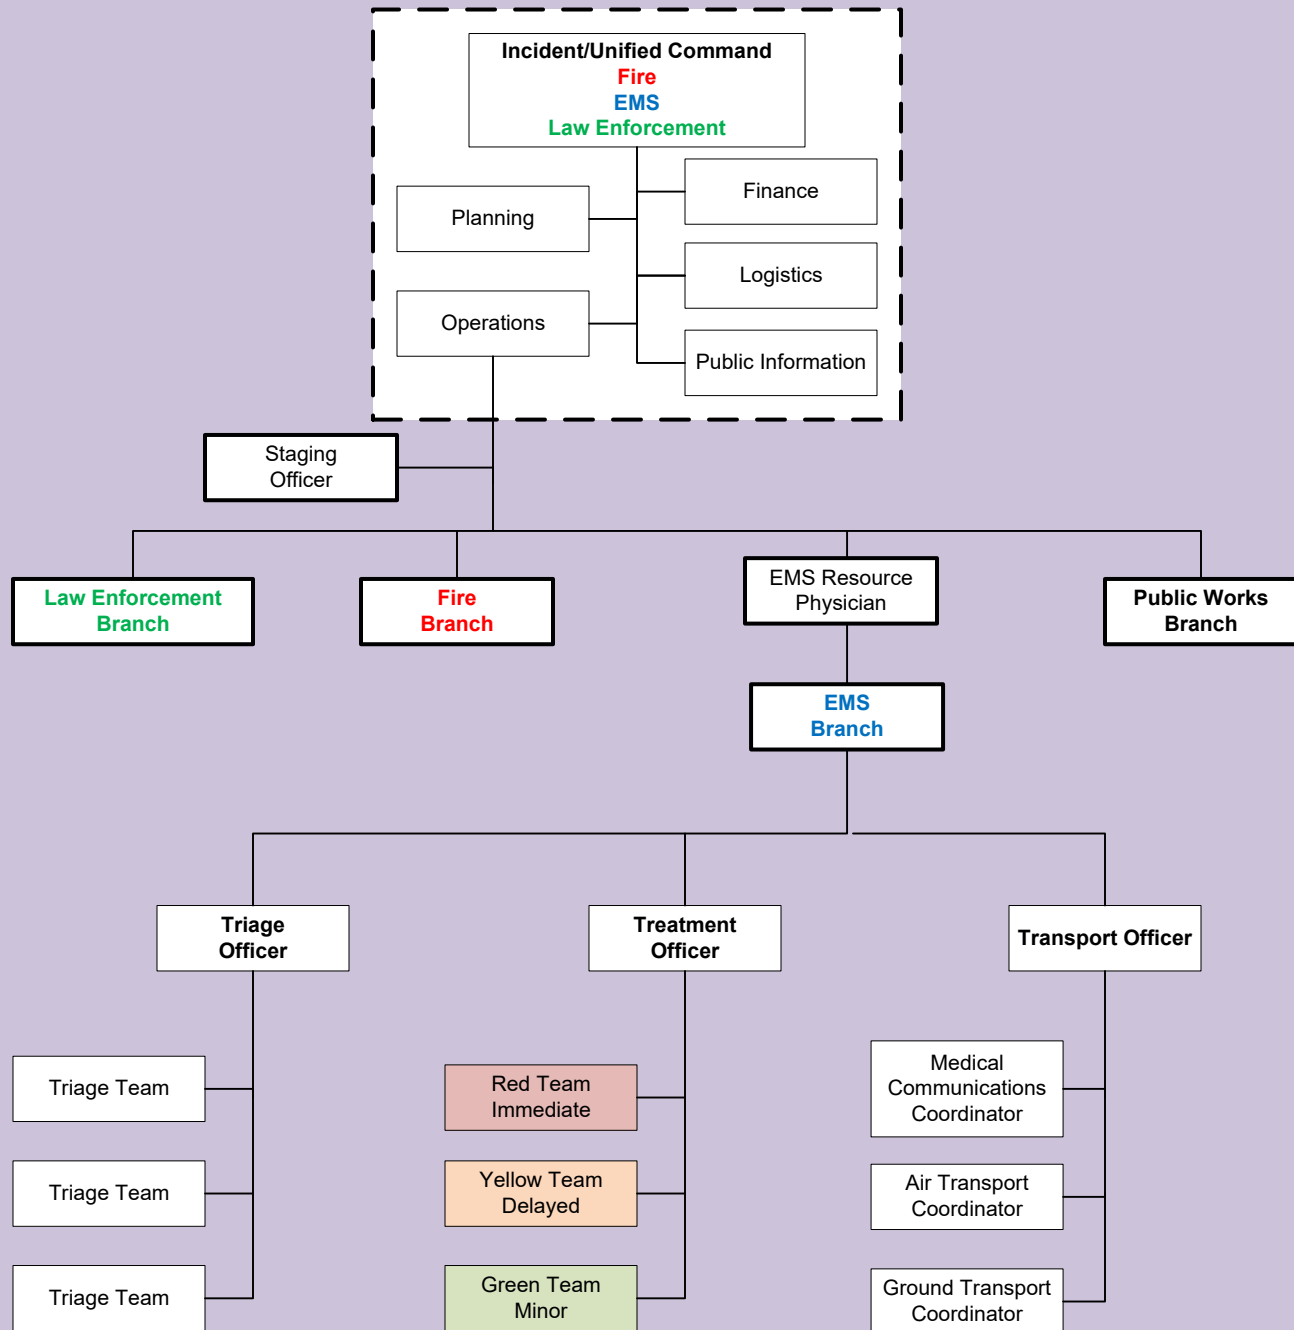 Incident/Unified Command
Fire
EMS
Law Enforcement
Finance
Planning
Logistics
Operations
Public Information
Staging
Officer
EMS Resource
Physician
Law Enforcement
Branch
Fire
Branch
Public Works
Branch
EMS
Branch
Triage
Officer
Treatment
Officer
Transport Officer
Triage Team
Triage Team
Triage Team
Red Team
Immediate
Yellow Team
Delayed
Green Team
Minor
Medical
Communications
Coordinator
Air Transport
Coordinator
Ground Transport
Coordinator